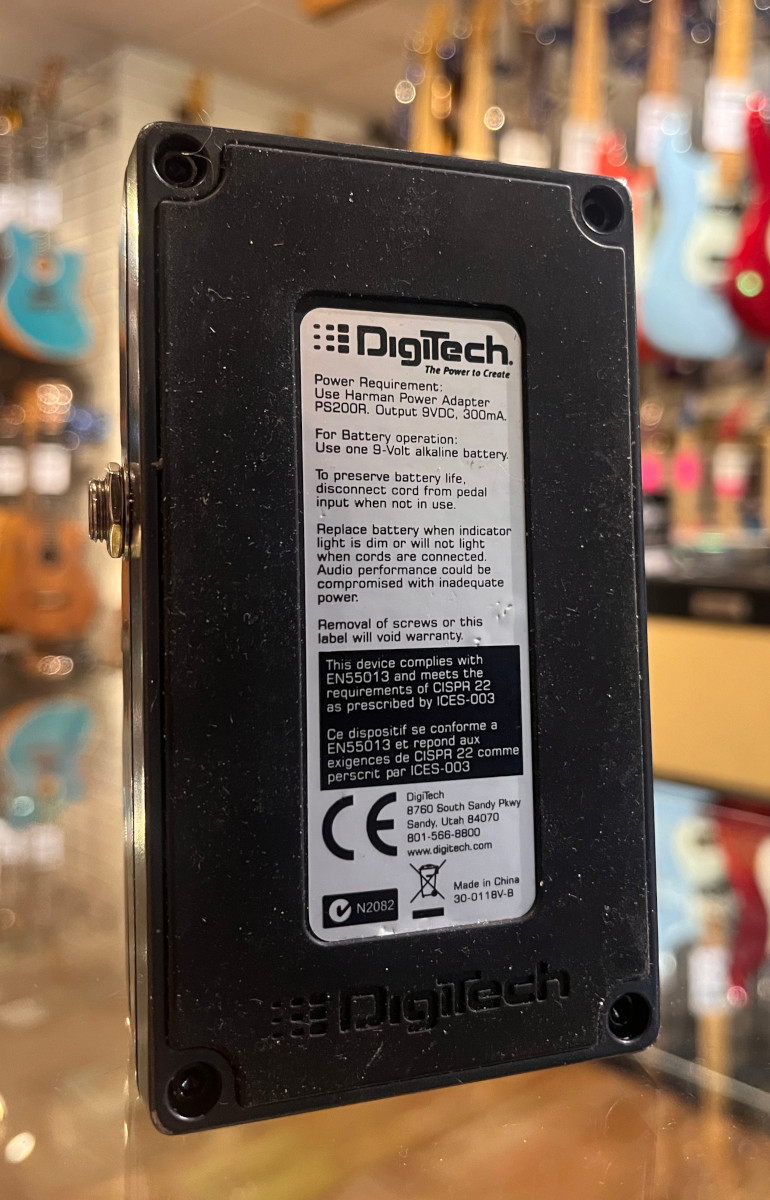 DigiTech.
The Power to Create
Power Requirement:
Use Harman Power Adapter
PS200R. Output 9VDC, 300mA.
For Battery operation:
Use one 9-Volt alkaline battery.
To preserve battery life,
disconnect cord from pedal
input when not in use.
Replace battery when indicator
light is dim or will not light
when cords are connected.
Audio performance could be
compromised with inadequate
power.
Removal of screws or this
label will void warranty.
This device complies with
EN55013 and meets the
requirements of CISPR 22
as prescribed by ICES-003
Ce dispositif se conforme a
EN55013 et repond aux
exigences de CISPR 22 comme
perscrit par ICES-003
CE
DigiTech
8760 South Sandy Pkwy
Sandy, Utah 84070
801-566-8800
www.digitech.com
N2082
Made in China
30-0118V-B
DigiTech